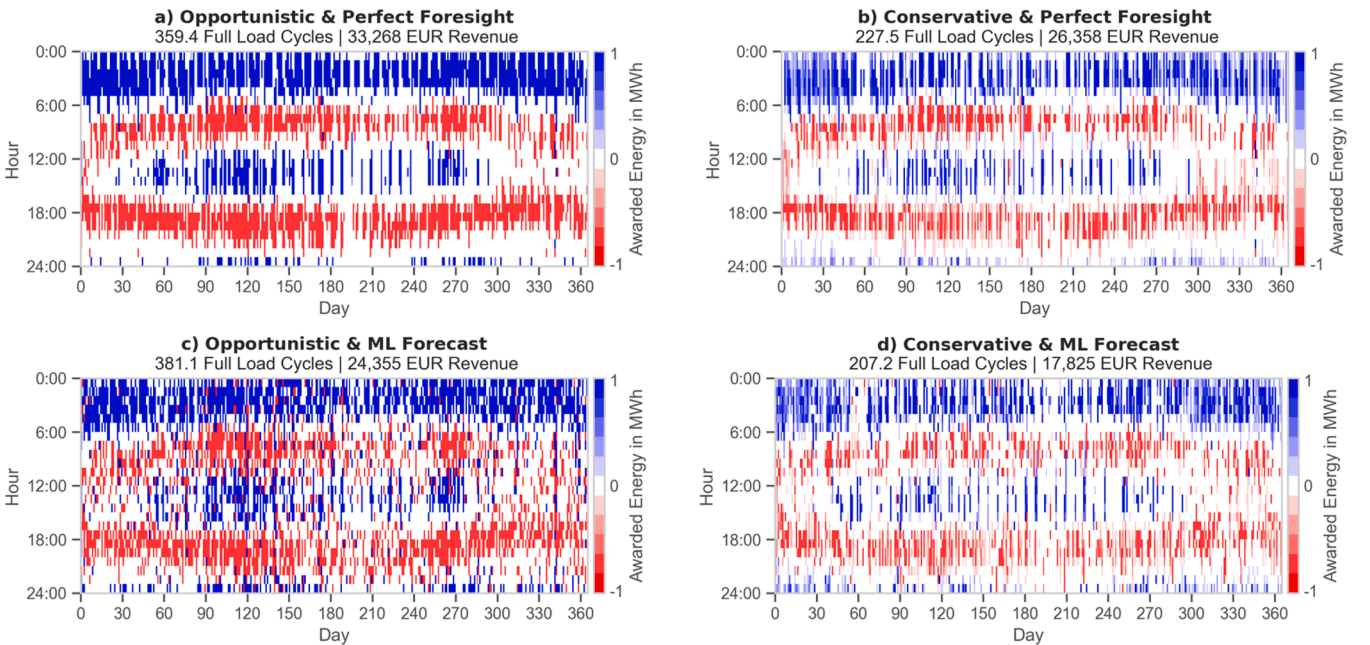 a) Opportunistic & Perfect Foresight
359.4 Full Load Cycles | 33,268 EUR Revenue
0:00
6:00
12:00
18:00
24:00
Hour
0 30 60 90 120 150 180 210 240 270 300 330 360
Day
1
0
-1
Awarded Energy in MWh
b) Conservative & Perfect Foresight
227.5 Full Load Cycles | 26,358 EUR Revenue
0:00
6:00
12:00
18:00
24:00
Hour
0 30 60 90 120 150 180 210 240 270 300 330 360
Day
1
0
-1
Awarded Energy in MWh
c) Opportunistic & ML Forecast
381.1 Full Load Cycles | 24,355 EUR Revenue
0:00
6:00
12:00
18:00
24:00
Hour
0 30 60 90 120 150 180 210 240 270 300 330 360
Day
1
0
-1
Awarded Energy in MWh
d) Conservative & ML Forecast
207.2 Full Load Cycles | 17,825 EUR Revenue
0:00
6:00
12:00
18:00
24:00
Hour
0 30 60 90 120 150 180 210 240 270 300 330 360
Day
1
0
-1
Awarded Energy in MWh